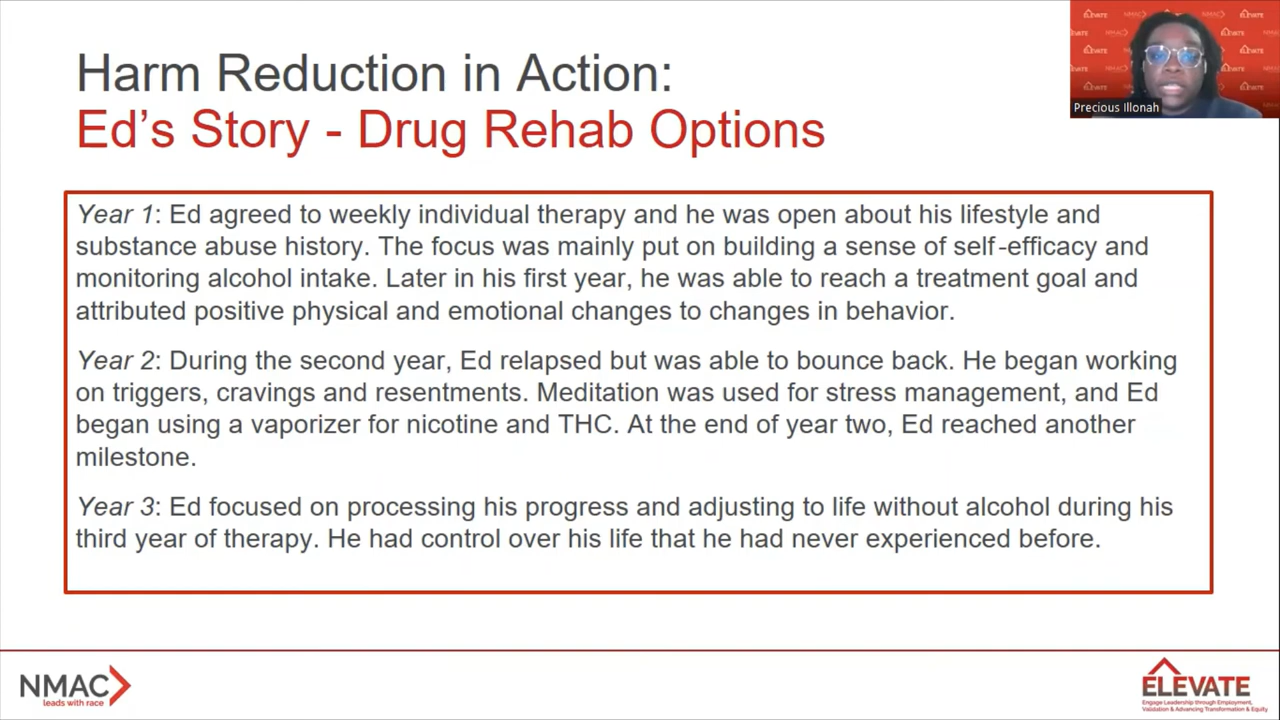 Harm Reduction in Action:
Ed's Story - Drug Rehab Options
Precious Illonah
Year 1: Ed agreed to weekly individual therapy and he was open about his lifestyle and
substance abuse history. The focus was mainly put on building a sense of self-efficacy and
monitoring alcohol intake. Later in his first year, he was able to reach a treatment goal and
attributed positive physical and emotional changes to changes in behavior.
Year 2: During the second year, Ed relapsed but was able to bounce back. He began working
on triggers, cravings and resentments. Meditation was used for stress management, and Ed
began using a vaporizer for nicotine and THC. At the end of year two, Ed reached another
milestone.
Year 3: Ed focused on processing his progress and adjusting to life without alcohol during his
third year of therapy. He had control over his life that he had never experienced before.
NMAC
leads with race
ELEVATE
Engage Leadership through Employment,
Validation & Advancing Transformation & Equity